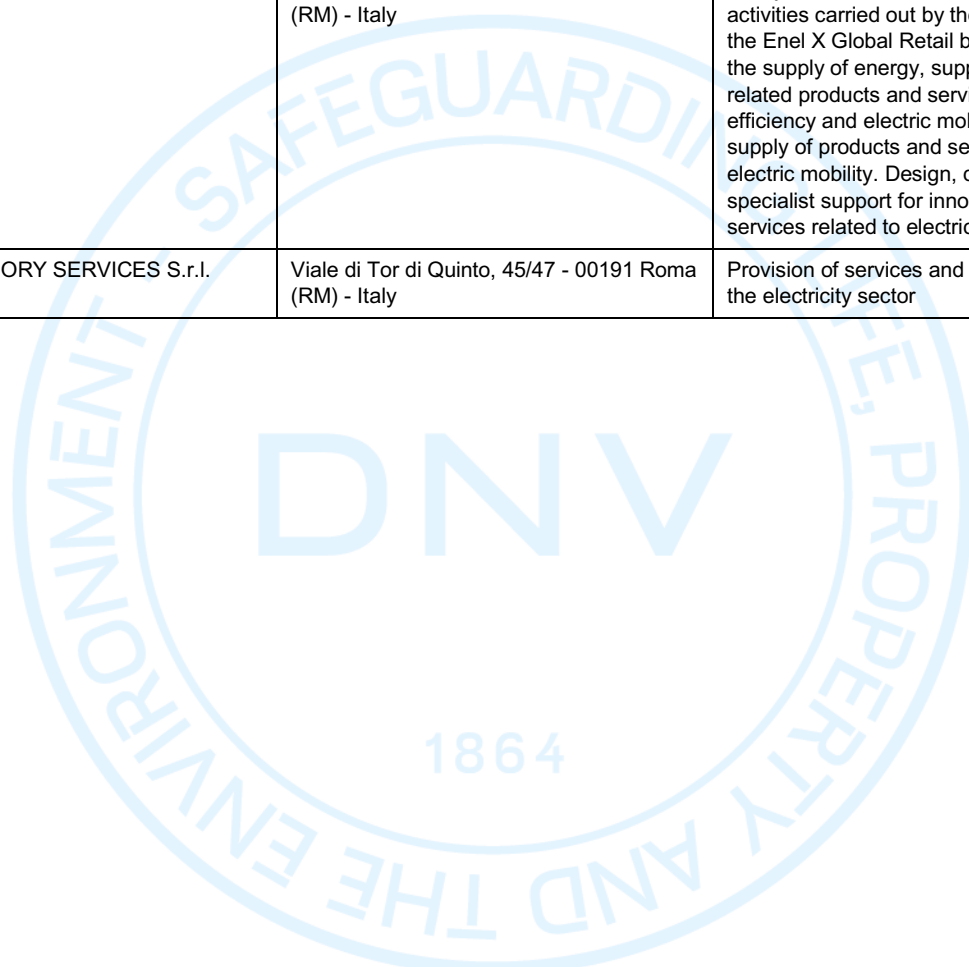 (RM) - Italy
activities carried out by the
the Enel X Global Retail b
the supply of energy, supp
related products and servi
efficiency and electric mob
supply of products and se
electric mobility. Design, d
specialist support for inno
services related to electric
ORY SERVICES S.r.l.
Viale di Tor di Quinto, 45/47 - 00191 Roma
(RM) - Italy
Provision of services and
the electricity sector
SAFEGUARDING LIFE, PROPERTY AND THE ENVIRONMENT -
DNV
1864